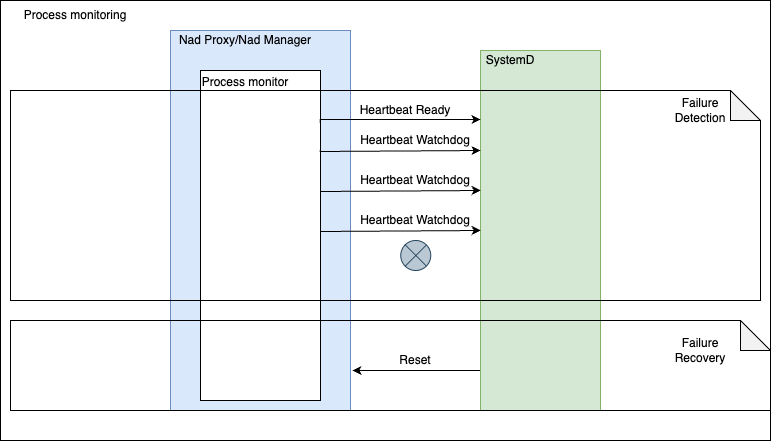 Process monitoring
Nad Proxy/Nad Manager
SystemD
Process monitor
Failure
Detection
Heartbeat Ready
Heartbeat Watchdog
Heartbeat Watchdog
Heartbeat Watchdog
Failure
Recovery
Reset